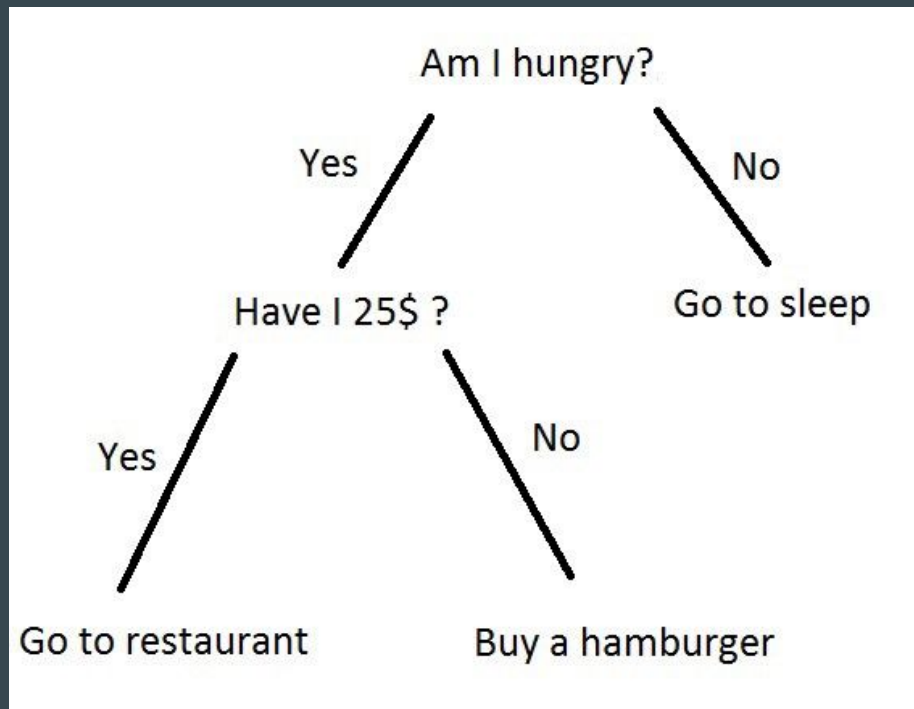 Am I hungry?
Yes
No
Have I 25$ ?
Go to sleep
Yes
No
Go to restaurant
Buy a hamburger